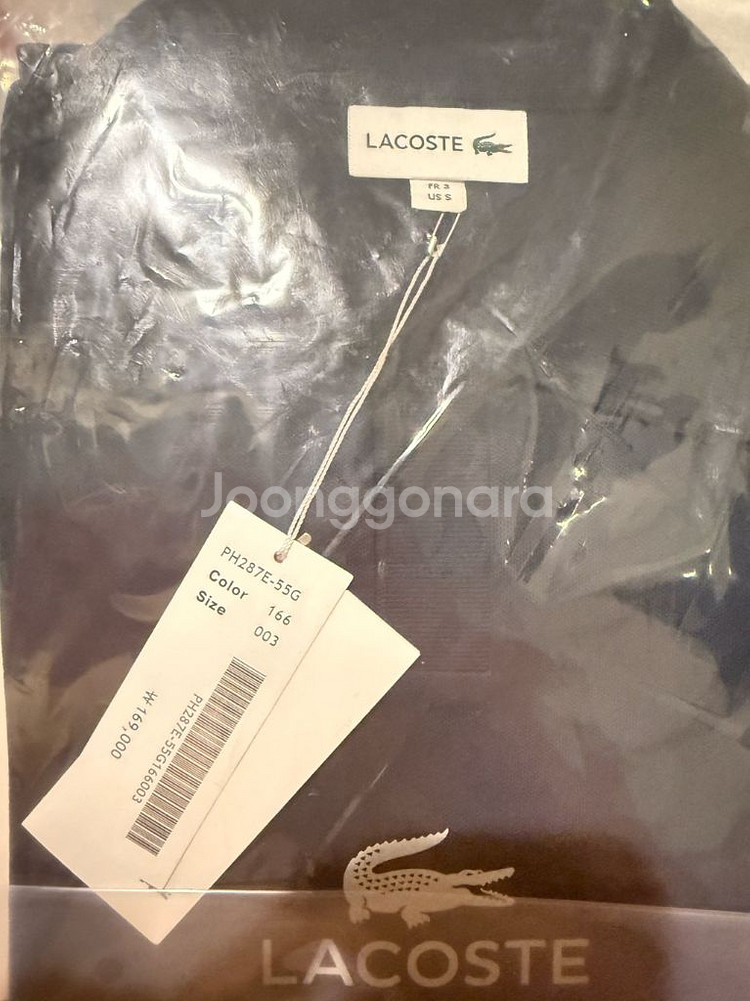 LACOSTE
FR 3
US S
Joonggonara
PH287E-55G
Color 166
Size 003
PH287E-55G166003
₩169,000
LACOSTE